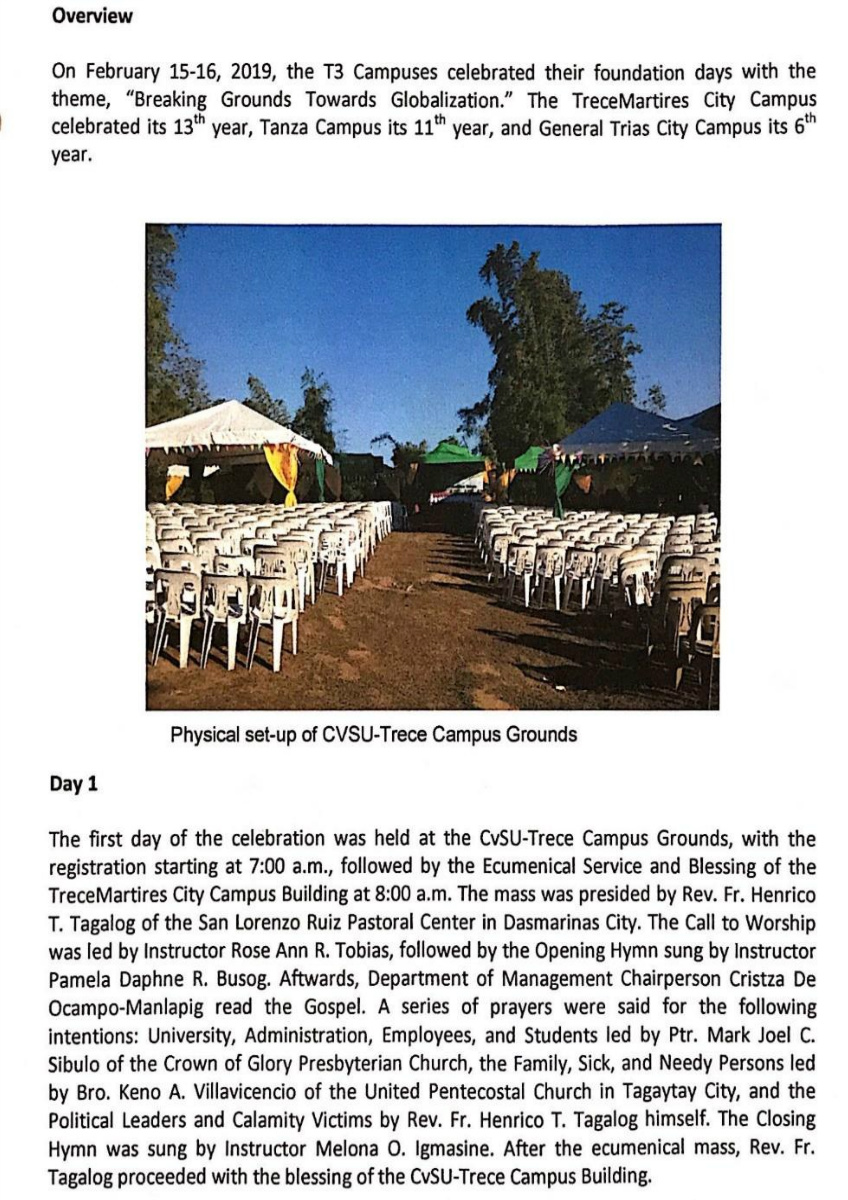 Overview
On February 15-16, 2019, the T3 Campuses celebrated their foundation days with the
theme, “Breaking Grounds Towards Globalization.” The TreceMartires City Campus
celebrated its 13th year, Tanza Campus its 11th year, and General Trias City Campus its 6th
year.
Physical set-up of CVSU-Trece Campus Grounds
Day 1
The first day of the celebration was held at the CvSU-Trece Campus Grounds, with the
registration starting at 7:00 a.m., followed by the Ecumenical Service and Blessing of the
TreceMartires City Campus Building at 8:00 a.m. The mass was presided by Rev. Fr. Henrico
T. Tagalog of the San Lorenzo Ruiz Pastoral Center in Dasmarinas City. The Call to Worship
was led by Instructor Rose Ann R. Tobias, followed by the Opening Hymn sung by Instructor
Pamela Daphne R. Busog. Aftwards, Department of Management Chairperson Cristza De
Ocampo-Manlapig read the Gospel. A series of prayers were said for the following
intentions: University, Administration, Employees, and Students led by Ptr. Mark Joel C.
Sibulo of the Crown of Glory Presbyterian Church, the Family, Sick, and Needy Persons led
by Bro. Keno A. Villavicencio of the United Pentecostal Church in Tagaytay City, and the
Political Leaders and Calamity Victims by Rev. Fr. Henrico T. Tagalog himself. The Closing
Hymn was sung by Instructor Melona O. Igmasine. After the ecumenical mass, Rev. Fr.
Tagalog proceeded with the blessing of the CvSU-Trece Campus Building.